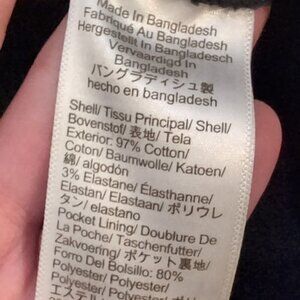 Made In Bangladesh
Fabriqué Au Bangladesh
Hergestellt In Bangladesch
Vervaardigd In
Bangladesh
バングラディシュ製
hecho en bangladesh
Shell/ Tissu Principal/ Shell/
Bovenstof/ 表地/ Tela
Exterior: 97% Cotton/
Coton/ Baumwolle/ Katoen/
綿/ algodón
3% Elastane/ Élasthanne/
Elastan/ Elastaan/ ポリウレ
タン/ elastano
Pocket Lining/ Doublure De
La Poche/ Taschenfutter/
Zakvoering/ ポケット裏地/
Forro Del Bolsillo: 80%
Polyester/ Polyester/
Polyester/ Polyester/